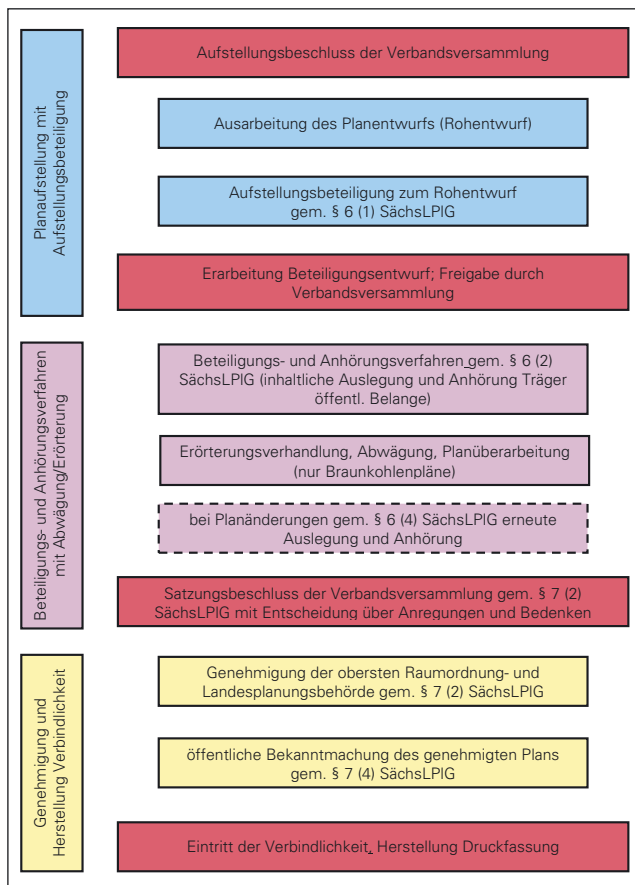 Planaufstellung mit
Aufstellungsbeteiligung
Aufstellungsbeschluss der Verbandsversammlung
Ausarbeitung des Planentwurfs (Rohentwurf)
Aufstellungsbeteiligung zum Rohentwurf
gem. § 6 (1) SächsLPlG
Erarbeitung Beteiligungsentwurf; Freigabe durch
Verbandsversammlung
Beteiligungs- und Anhörungsverfahren
mit Abwägung/Erörterung
Beteiligungs- und Anhörungsverfahren gem. § 6 (2)
SächsLPlG (inhaltliche Auslegung und Anhörung Träger
öffentl. Belange)
Erörterungsverhandlung, Abwägung, Planüberarbeitung
(nur Braunkohlenpläne)
bei Planänderungen gem. § 6 (4) SächsLPlG erneute
Auslegung und Anhörung
Satzungsbeschluss der Verbandsversammlung gem. § 7 (2)
SächsLPlG mit Entscheidung über Anregungen und Bedenken
Genehmigung und
Herstellung Verbindlichkeit
Genehmigung der obersten Raumordnung- und
Landesplanungsbehörde gem. § 7 (2) SächsLPlG
öffentliche Bekanntmachung des genehmigten Plans
gem. § 7 (4) SächsLPlG
Eintritt der Verbindlichkeit, Herstellung Druckfassung